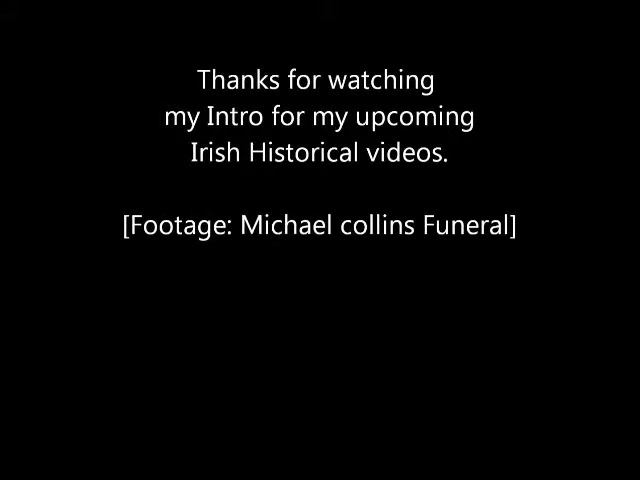 Thanks for watching
my Intro for my upcoming
Irish Historical videos.
[Footage: Michael collins Funeral]